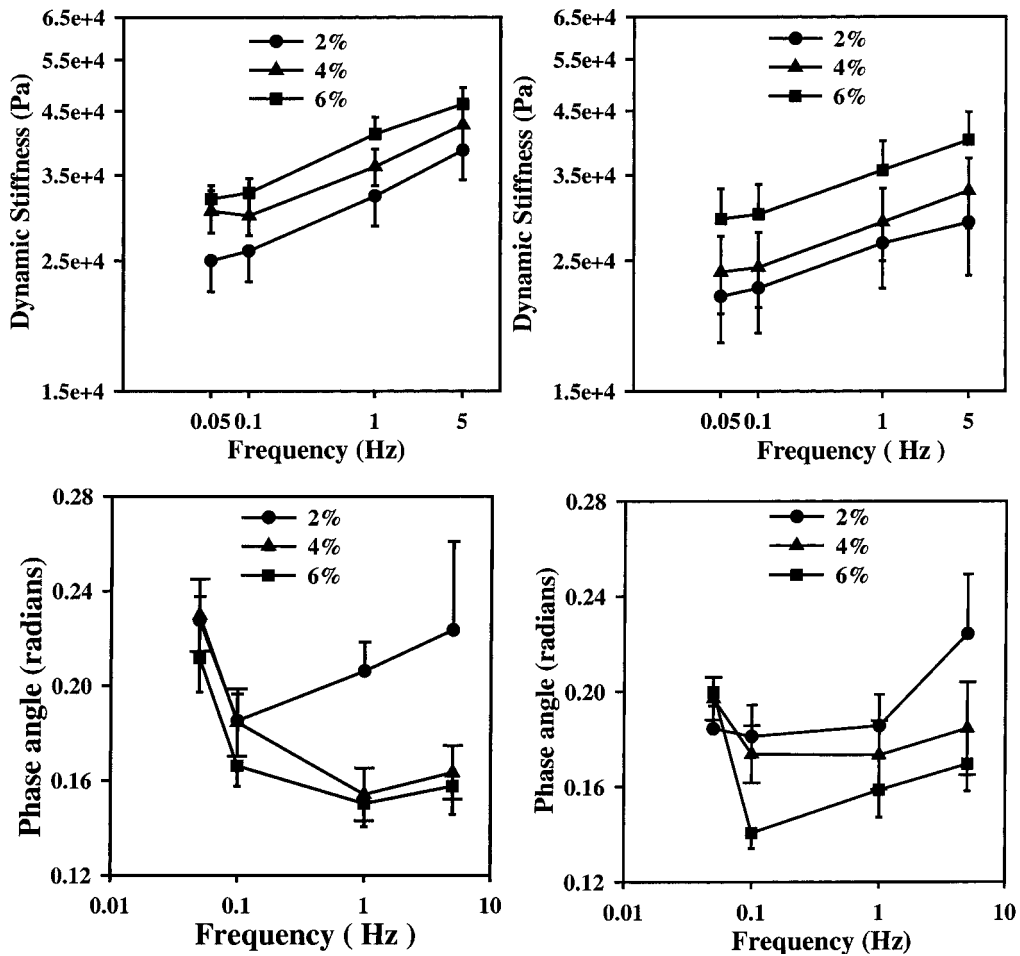 Dynamic Stiffness (Pa)
6.5e+4
5.5e+4
4.5e+4
3.5e+4
2.5e+4
1.5e+4
2%
4%
6%
0.05 0.1 1 5
Frequency (Hz)
Dynamic Stiffness (Pa)
6.5e+4
5.5e+4
4.5e+4
3.5e+4
2.5e+4
1.5e+4
2%
4%
6%
0.05 0.1 1 5
Frequency ( Hz )
Phase angle (radians)
0.28
0.24
0.20
0.16
0.12
2%
4%
6%
0.01 0.1 1 10
Frequency ( Hz )
Phase angle (radians)
0.28
0.24
0.20
0.16
0.12
2%
4%
6%
0.01 0.1 1 10
Frequency (Hz)